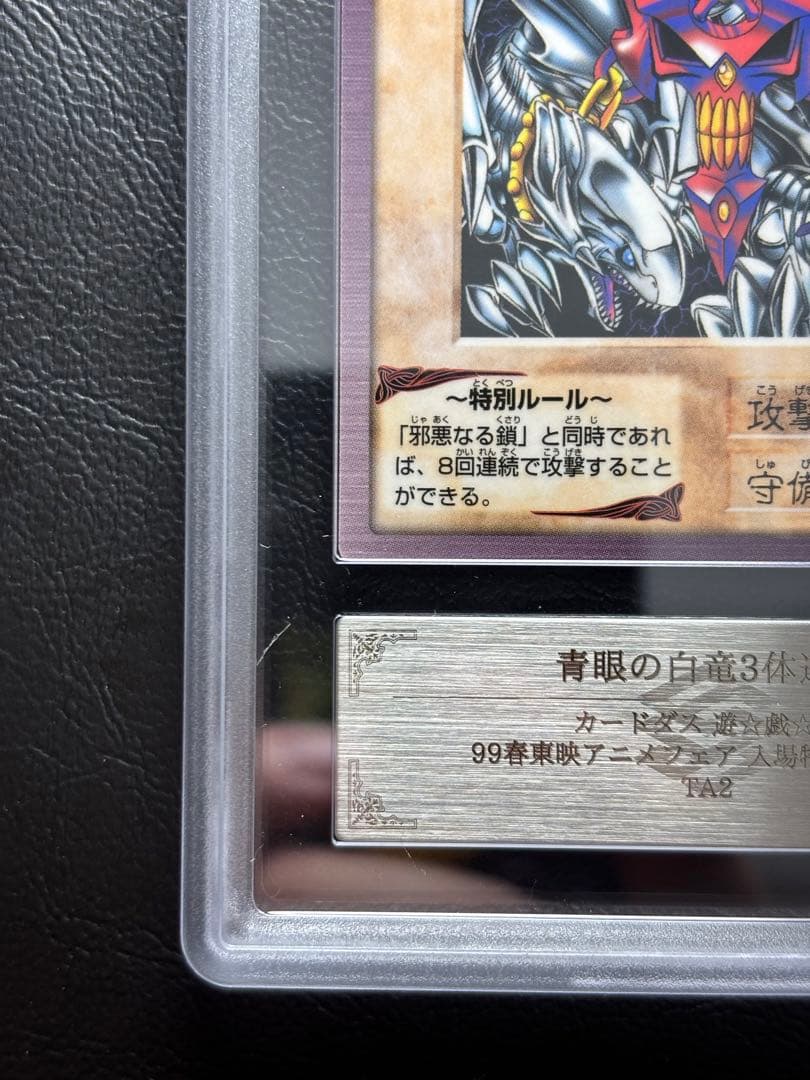 ～特別ルール～
「邪悪なる鎖」と同時であれ
ば、8回連続で攻撃すること
ができる。
攻撃
守備
青眼の白竜3体
カードダス 遊☆戯☆
99春東映アニメフェア 入場特
TA2